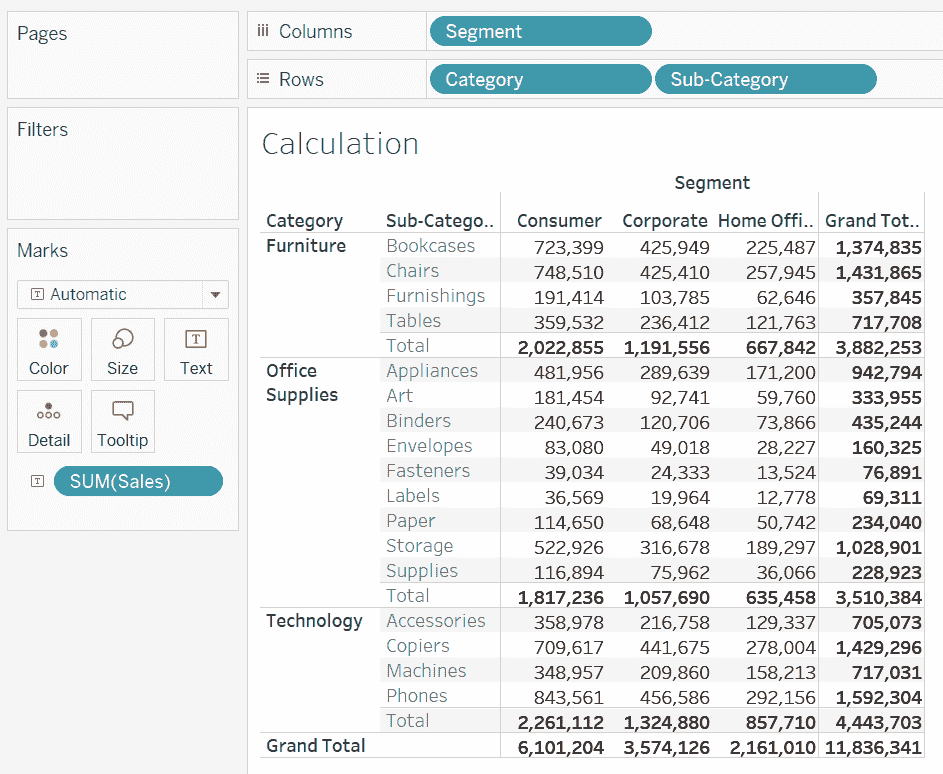 Pages
Columns Segment
Rows Category Sub-Category
Filters
Marks
Automatic
Color Size Text
Detail Tooltip
SUM(Sales)
Calculation
Segment
Category Sub-Catego.. Consumer Corporate Home Offi.. Grand Tot..
Furniture Bookcases 723,399 425,949 225,487 1,374,835
Chairs 748,510 425,410 257,945 1,431,865
Furnishings 191,414 103,785 62,646 357,845
Tables 359,532 236,412 121,763 717,708
Total 2,022,855 1,191,556 667,842 3,882,253
Office Appliances 481,956 289,639 171,200 942,794
Supplies Art 181,454 92,741 59,760 333,955
Binders 240,673 120,706 73,866 435,244
Envelopes 83,080 49,018 28,227 160,325
Fasteners 39,034 24,333 13,524 76,891
Labels 36,569 19,964 12,778 69,311
Paper 114,650 68,648 50,742 234,040
Storage 522,926 316,678 189,297 1,028,901
Supplies 116,894 75,962 36,066 228,923
Total 1,817,236 1,057,690 635,458 3,510,384
Technology Accessories 358,978 216,758 129,337 705,073
Copiers 709,617 441,675 278,004 1,429,296
Machines 348,957 209,860 158,213 717,031
Phones 843,561 456,586 292,156 1,592,304
Total 2,261,112 1,324,880 857,710 4,443,703
Grand Total 6,101,204 3,574,126 2,161,010 11,836,341